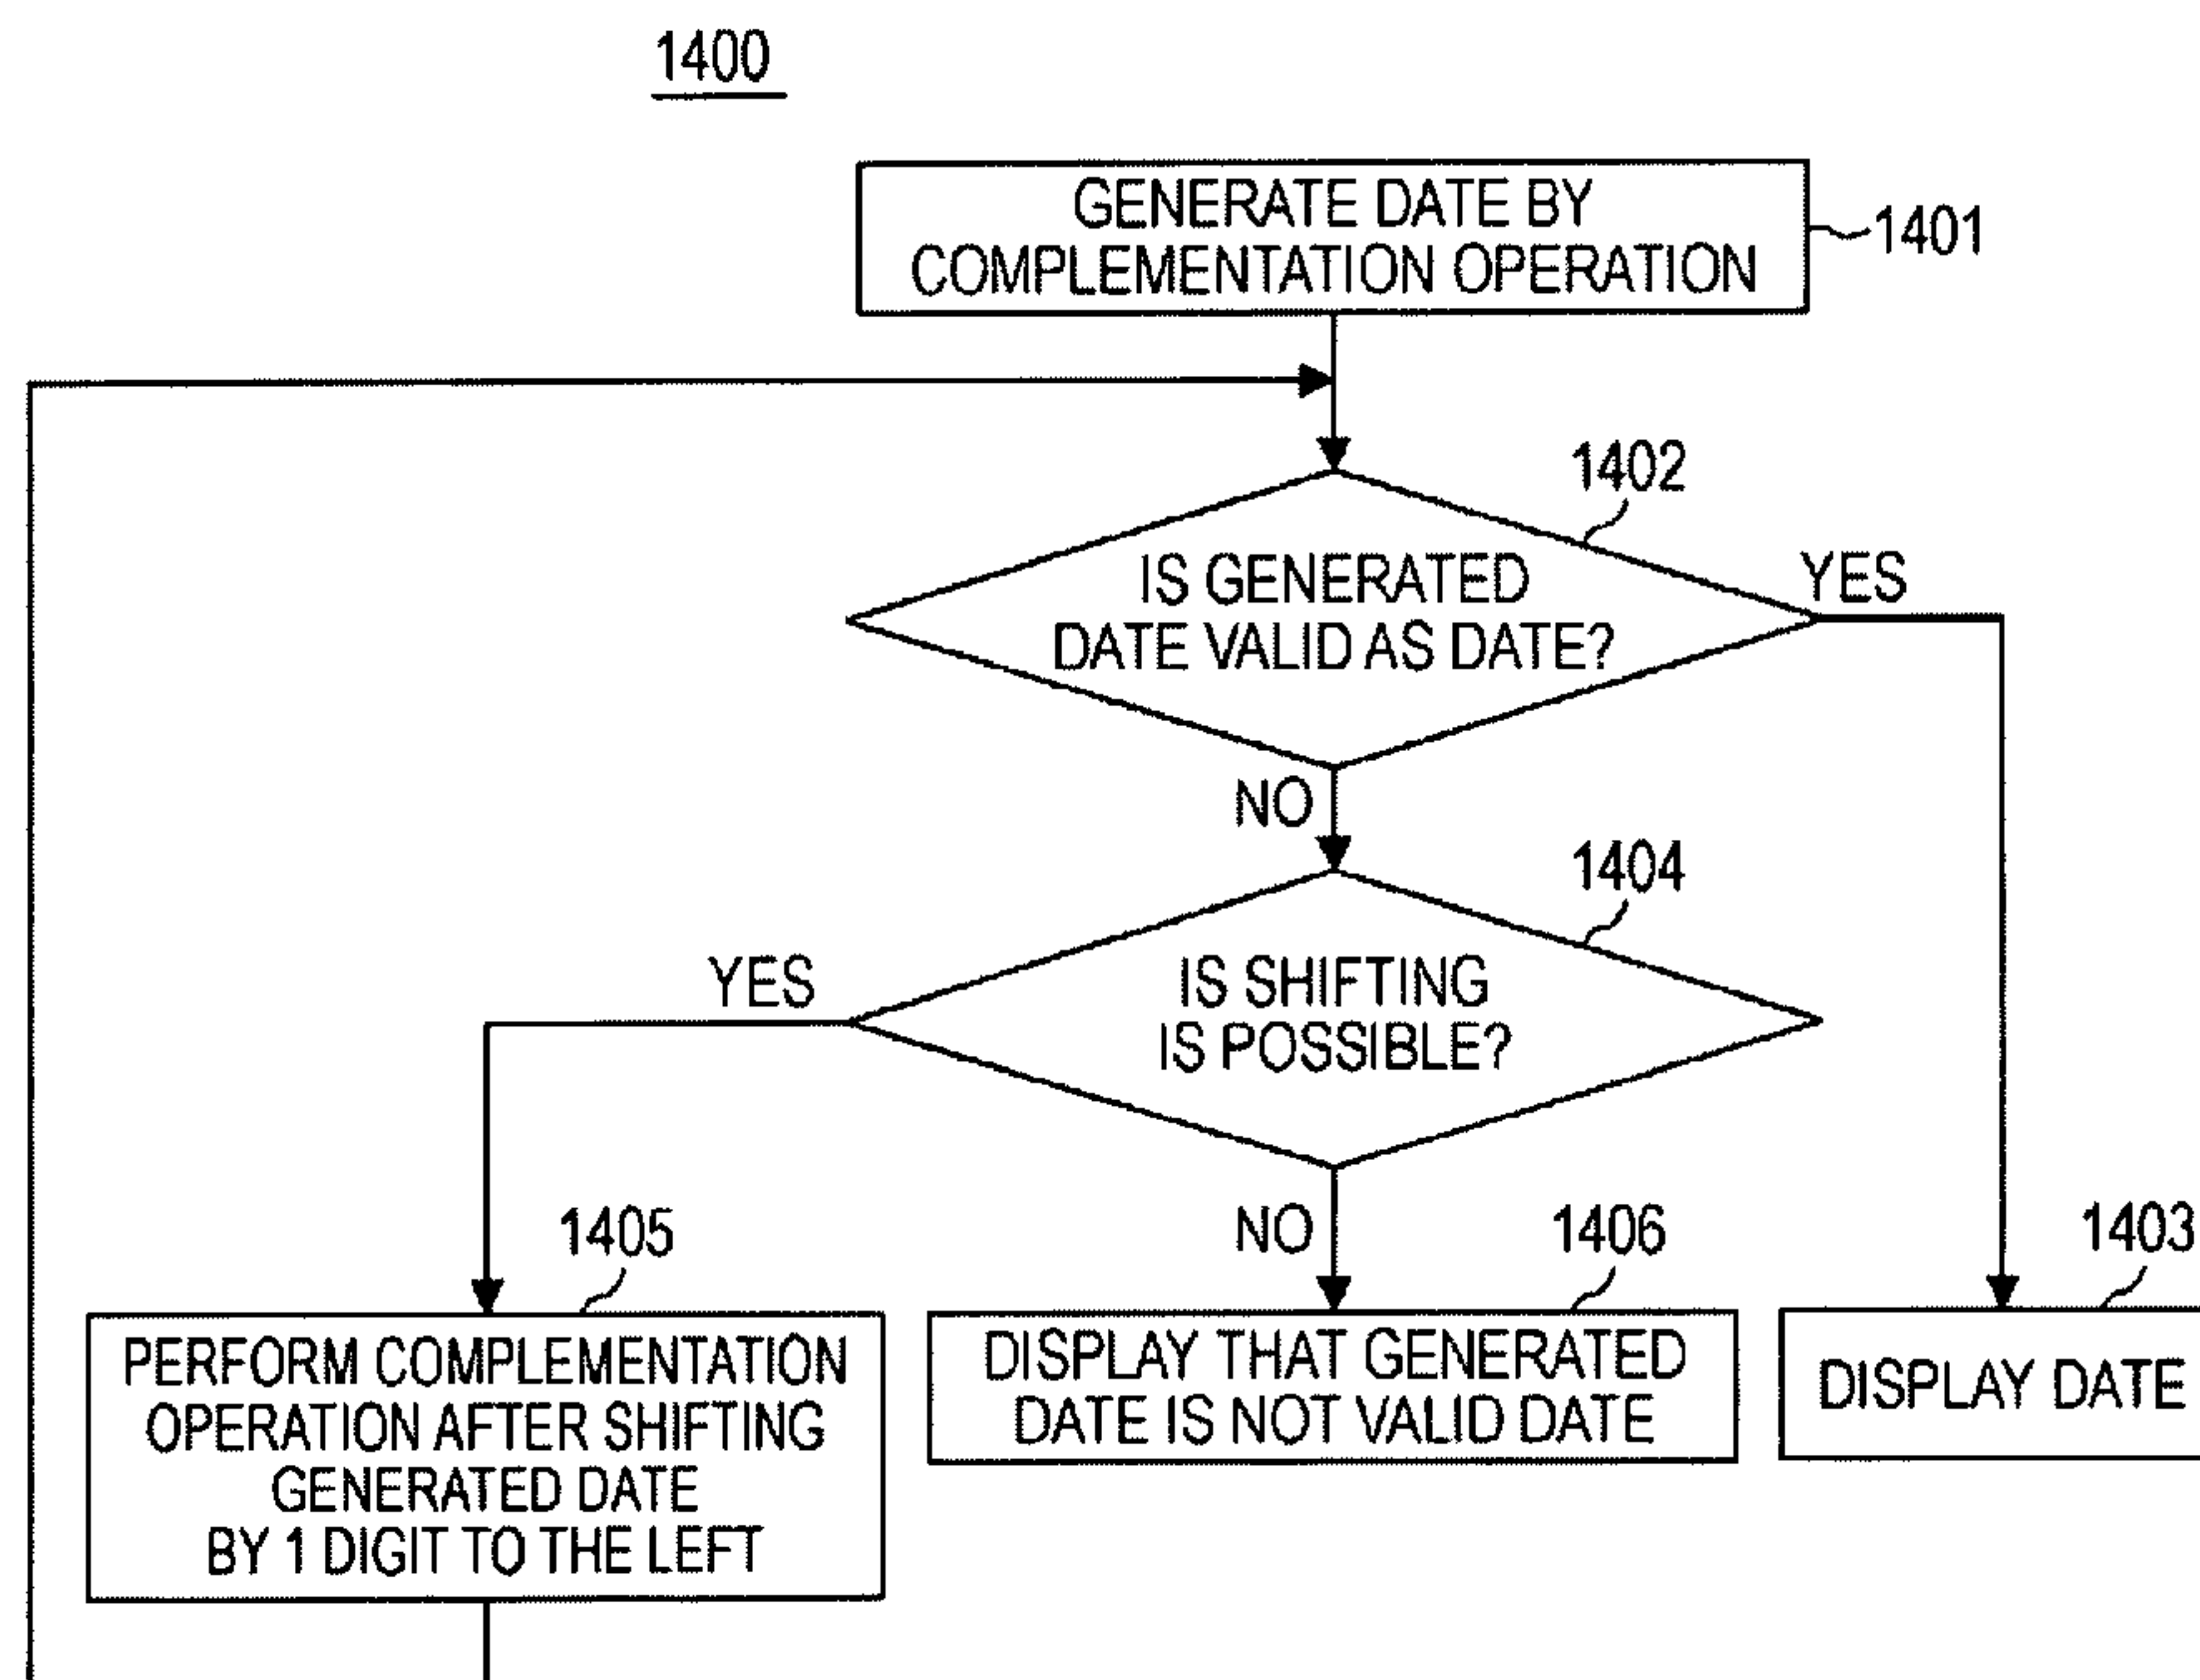 1400
GENERATE DATE BY
COMPLEMENTATION OPERATION
1401
1402
IS GENERATED
DATE VALID AS DATE?
YES
NO
1404
IS SHIFTING
IS POSSIBLE?
YES
NO
1405
PERFORM COMPLEMENTATION
OPERATION AFTER SHIFTING
GENERATED DATE
BY 1 DIGIT TO THE LEFT
1406
DISPLAY THAT GENERATED
DATE IS NOT VALID DATE
1403
DISPLAY DATE